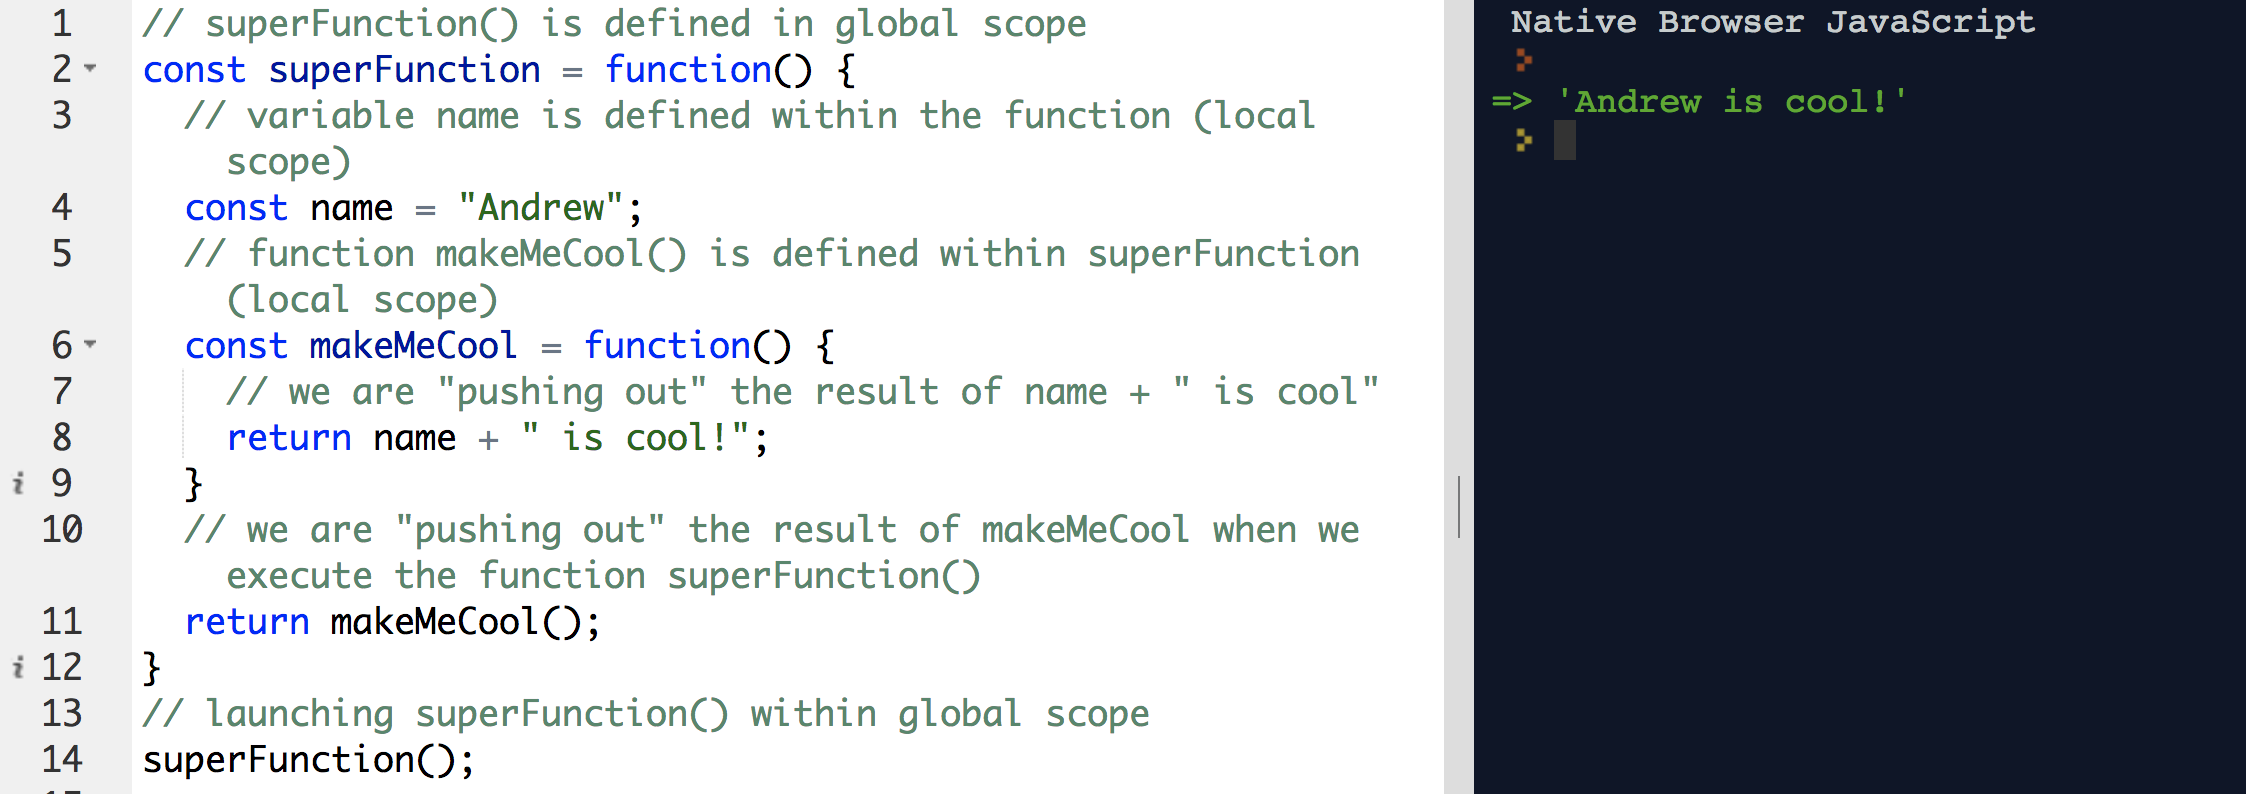 1 // superFunction() is defined in global scope
2 const superFunction = function() {
3 // variable name is defined within the function (local
scope)
4 const name = "Andrew";
5 // function makeMeCool() is defined within superFunction
(local scope)
6 const makeMeCool = function() {
7 // we are "pushing out" the result of name + " is cool"
8 return name + " is cool!";
i 9 }
10 // we are "pushing out" the result of makeMeCool when we
execute the function superFunction()
11 return makeMeCool();
i 12 }
13 // launching superFunction() within global scope
14 superFunction();
Native Browser JavaScript
=> 'Andrew is cool!'